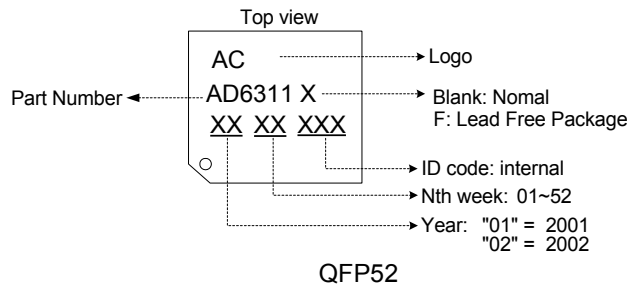 Top view
AC
Logo
Part Number
AD6311 X
Blank: Nomal
F: Lead Free Package
XX XX XXX
ID code: internal
Nth week: 01~52
Year: "01" = 2001
"02" = 2002
QFP52